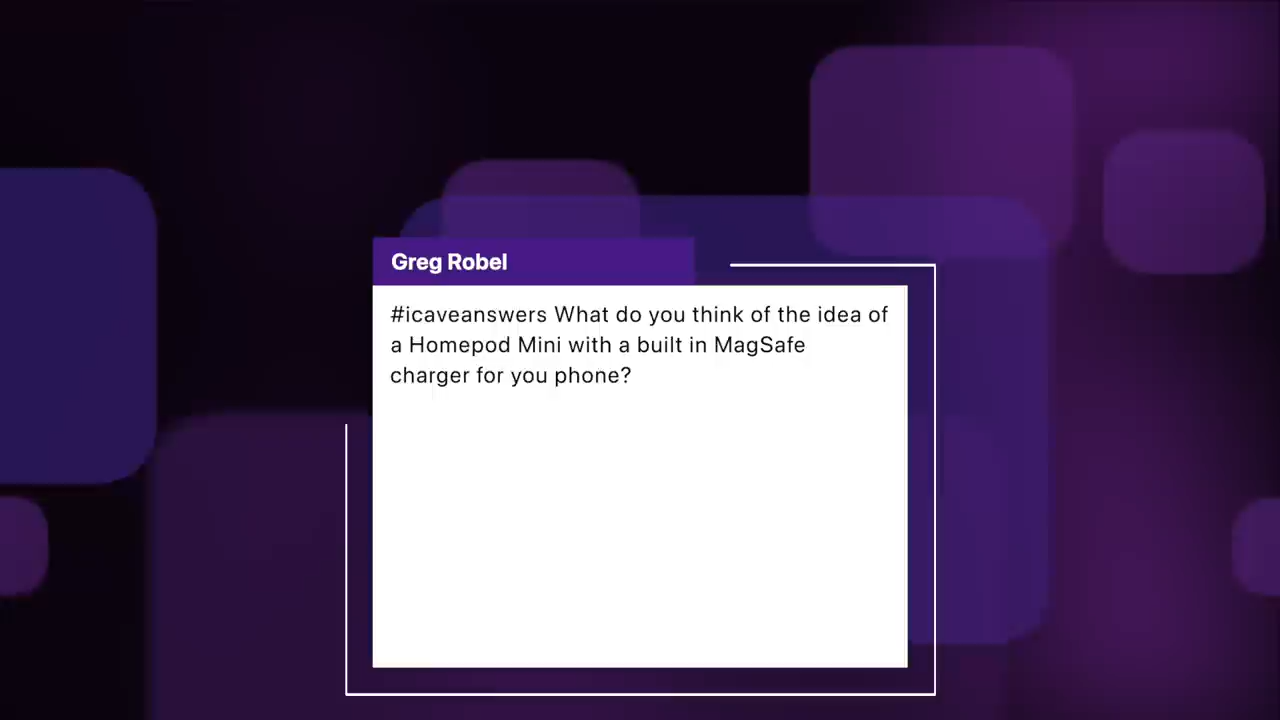 Greg Robel
#icaveanswers What do you think of the idea of
a Homepod Mini with a built in MagSafe
charger for you phone?